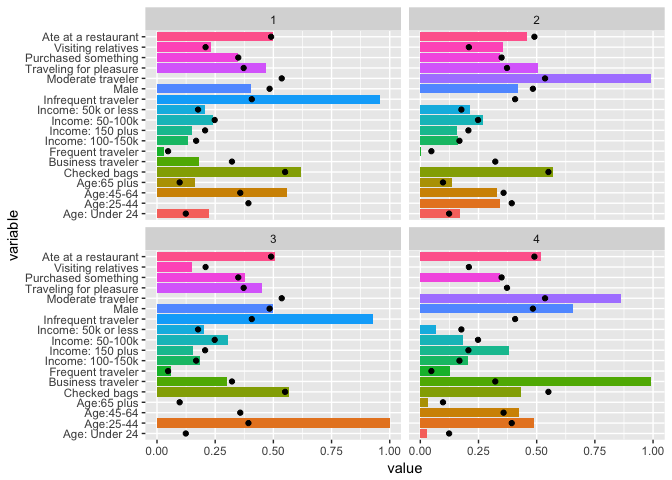 1
2
Ate at a restaurant
Visiting relatives
Purchased something
Traveling for pleasure
Moderate traveler
Male
Infrequent traveler
Income: 50k or less
Income: 50-100k
Income: 150 plus
Income: 100-150k
Frequent traveler
Business traveler
Checked bags
Age:65 plus
Age:45-64
Age:25-44
Age: Under 24
variable
3
4
Ate at a restaurant
Visiting relatives
Purchased something
Traveling for pleasure
Moderate traveler
Male
Infrequent traveler
Income: 50k or less
Income: 50-100k
Income: 150 plus
Income: 100-150k
Frequent traveler
Business traveler
Checked bags
Age:65 plus
Age:45-64
Age:25-44
Age: Under 24
0.00 0.25 0.50 0.75 1.00 0.00 0.25 0.50 0.75 1.00
value